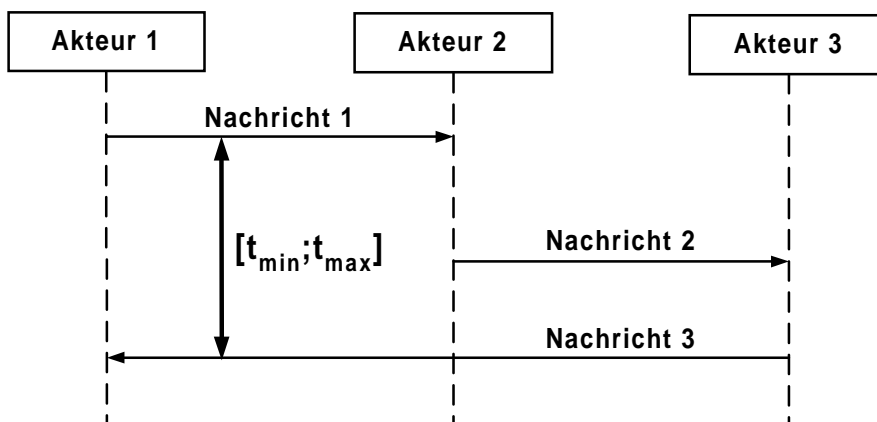 Akteur 1
Akteur 2
Akteur 3
Nachricht 1
[tmin;tmax]
Nachricht 2
Nachricht 3